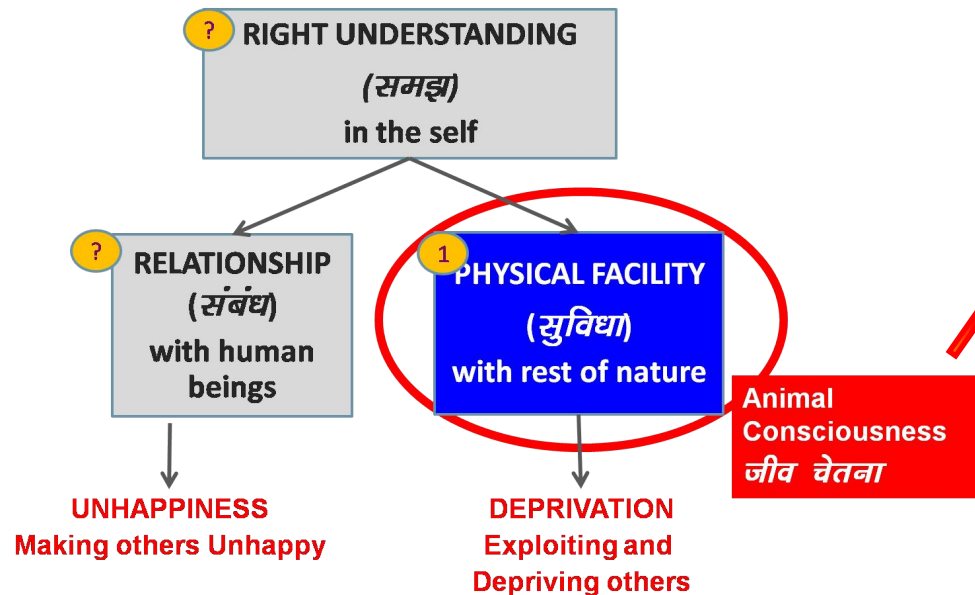 ?
RIGHT UNDERSTANDING
(समझ)
in the self
?
RELATIONSHIP
(संबंध)
with human
beings
1
PHYSICAL FACILITY
(सुविधा)
with rest of nature
Animal
Consciousness
जीव चेतना
UNHAPPINESS
Making others Unhappy
DEPRIVATION
Exploiting and
Depriving others